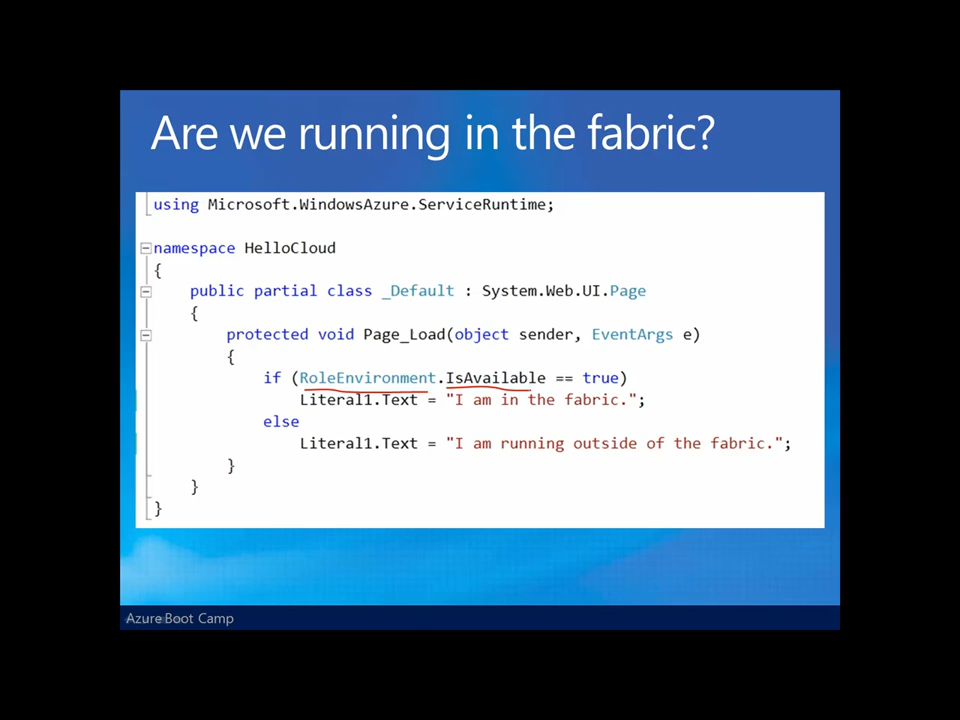 Are we running in the fabric?
using Microsoft.WindowsAzure.ServiceRuntime;
namespace HelloCloud
{
public partial class _Default : System.Web.UI.Page
{
protected void Page_Load(object sender, EventArgs e)
{
if (RoleEnvironment.IsAvailable == true)
Literal1.Text = "I am in the fabric.";
else
Literal1.Text = "I am running outside of the fabric.";
}
}
}
Azure Boot Camp